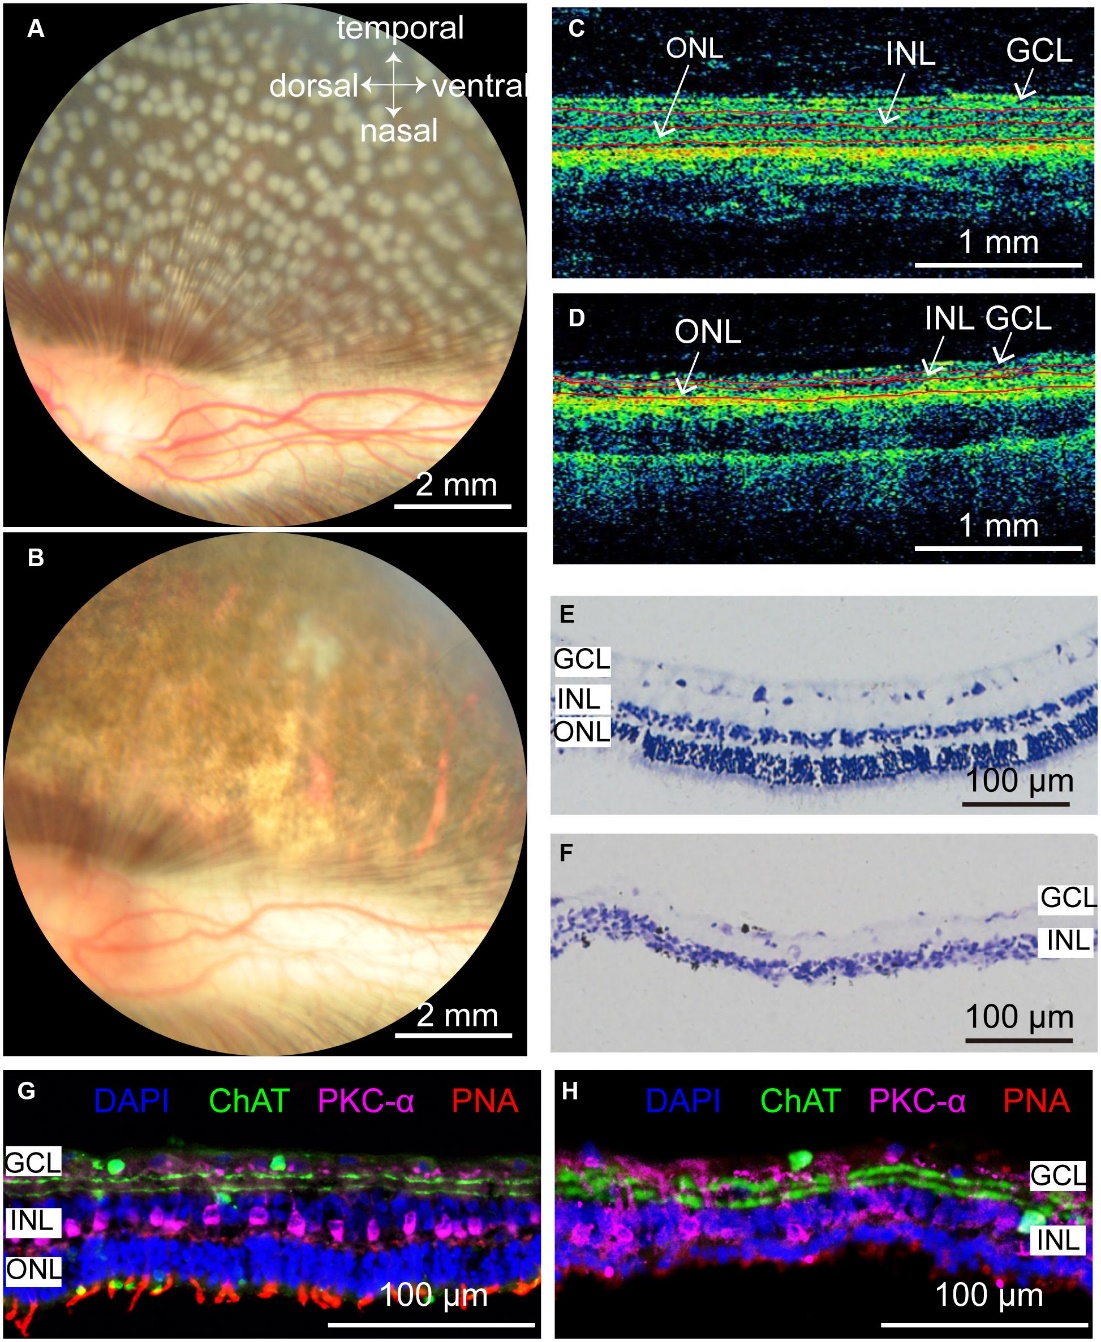 A
temporal
dorsal
ventral
nasal
2 mm
B
2 mm
C
ONL
INL
GCL
1 mm
D
ONL
INL
GCL
1 mm
E
GCL
INL
ONL
100 µm
F
GCL
INL
100 µm
G
DAPI ChAT PKC-α PNA
GCL
INL
ONL
100 µm
H
DAPI ChAT PKC-α PNA
GCL
INL
100 µm